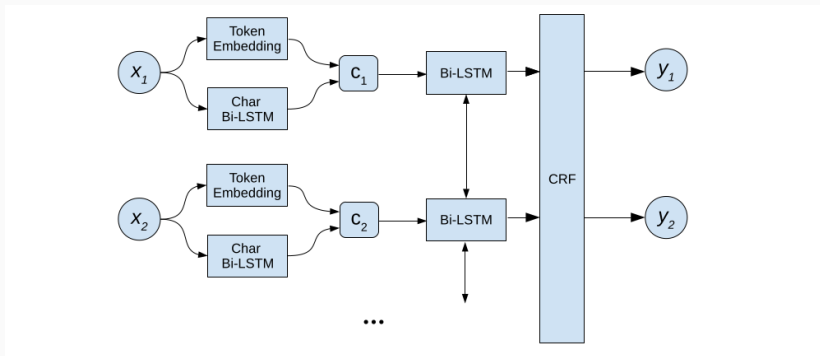 Token
Embedding
x1
c1
Bi-LSTM
y1
Char
Bi-LSTM
CRF
Token
Embedding
x2
c2
Bi-LSTM
y2
Char
Bi-LSTM
...